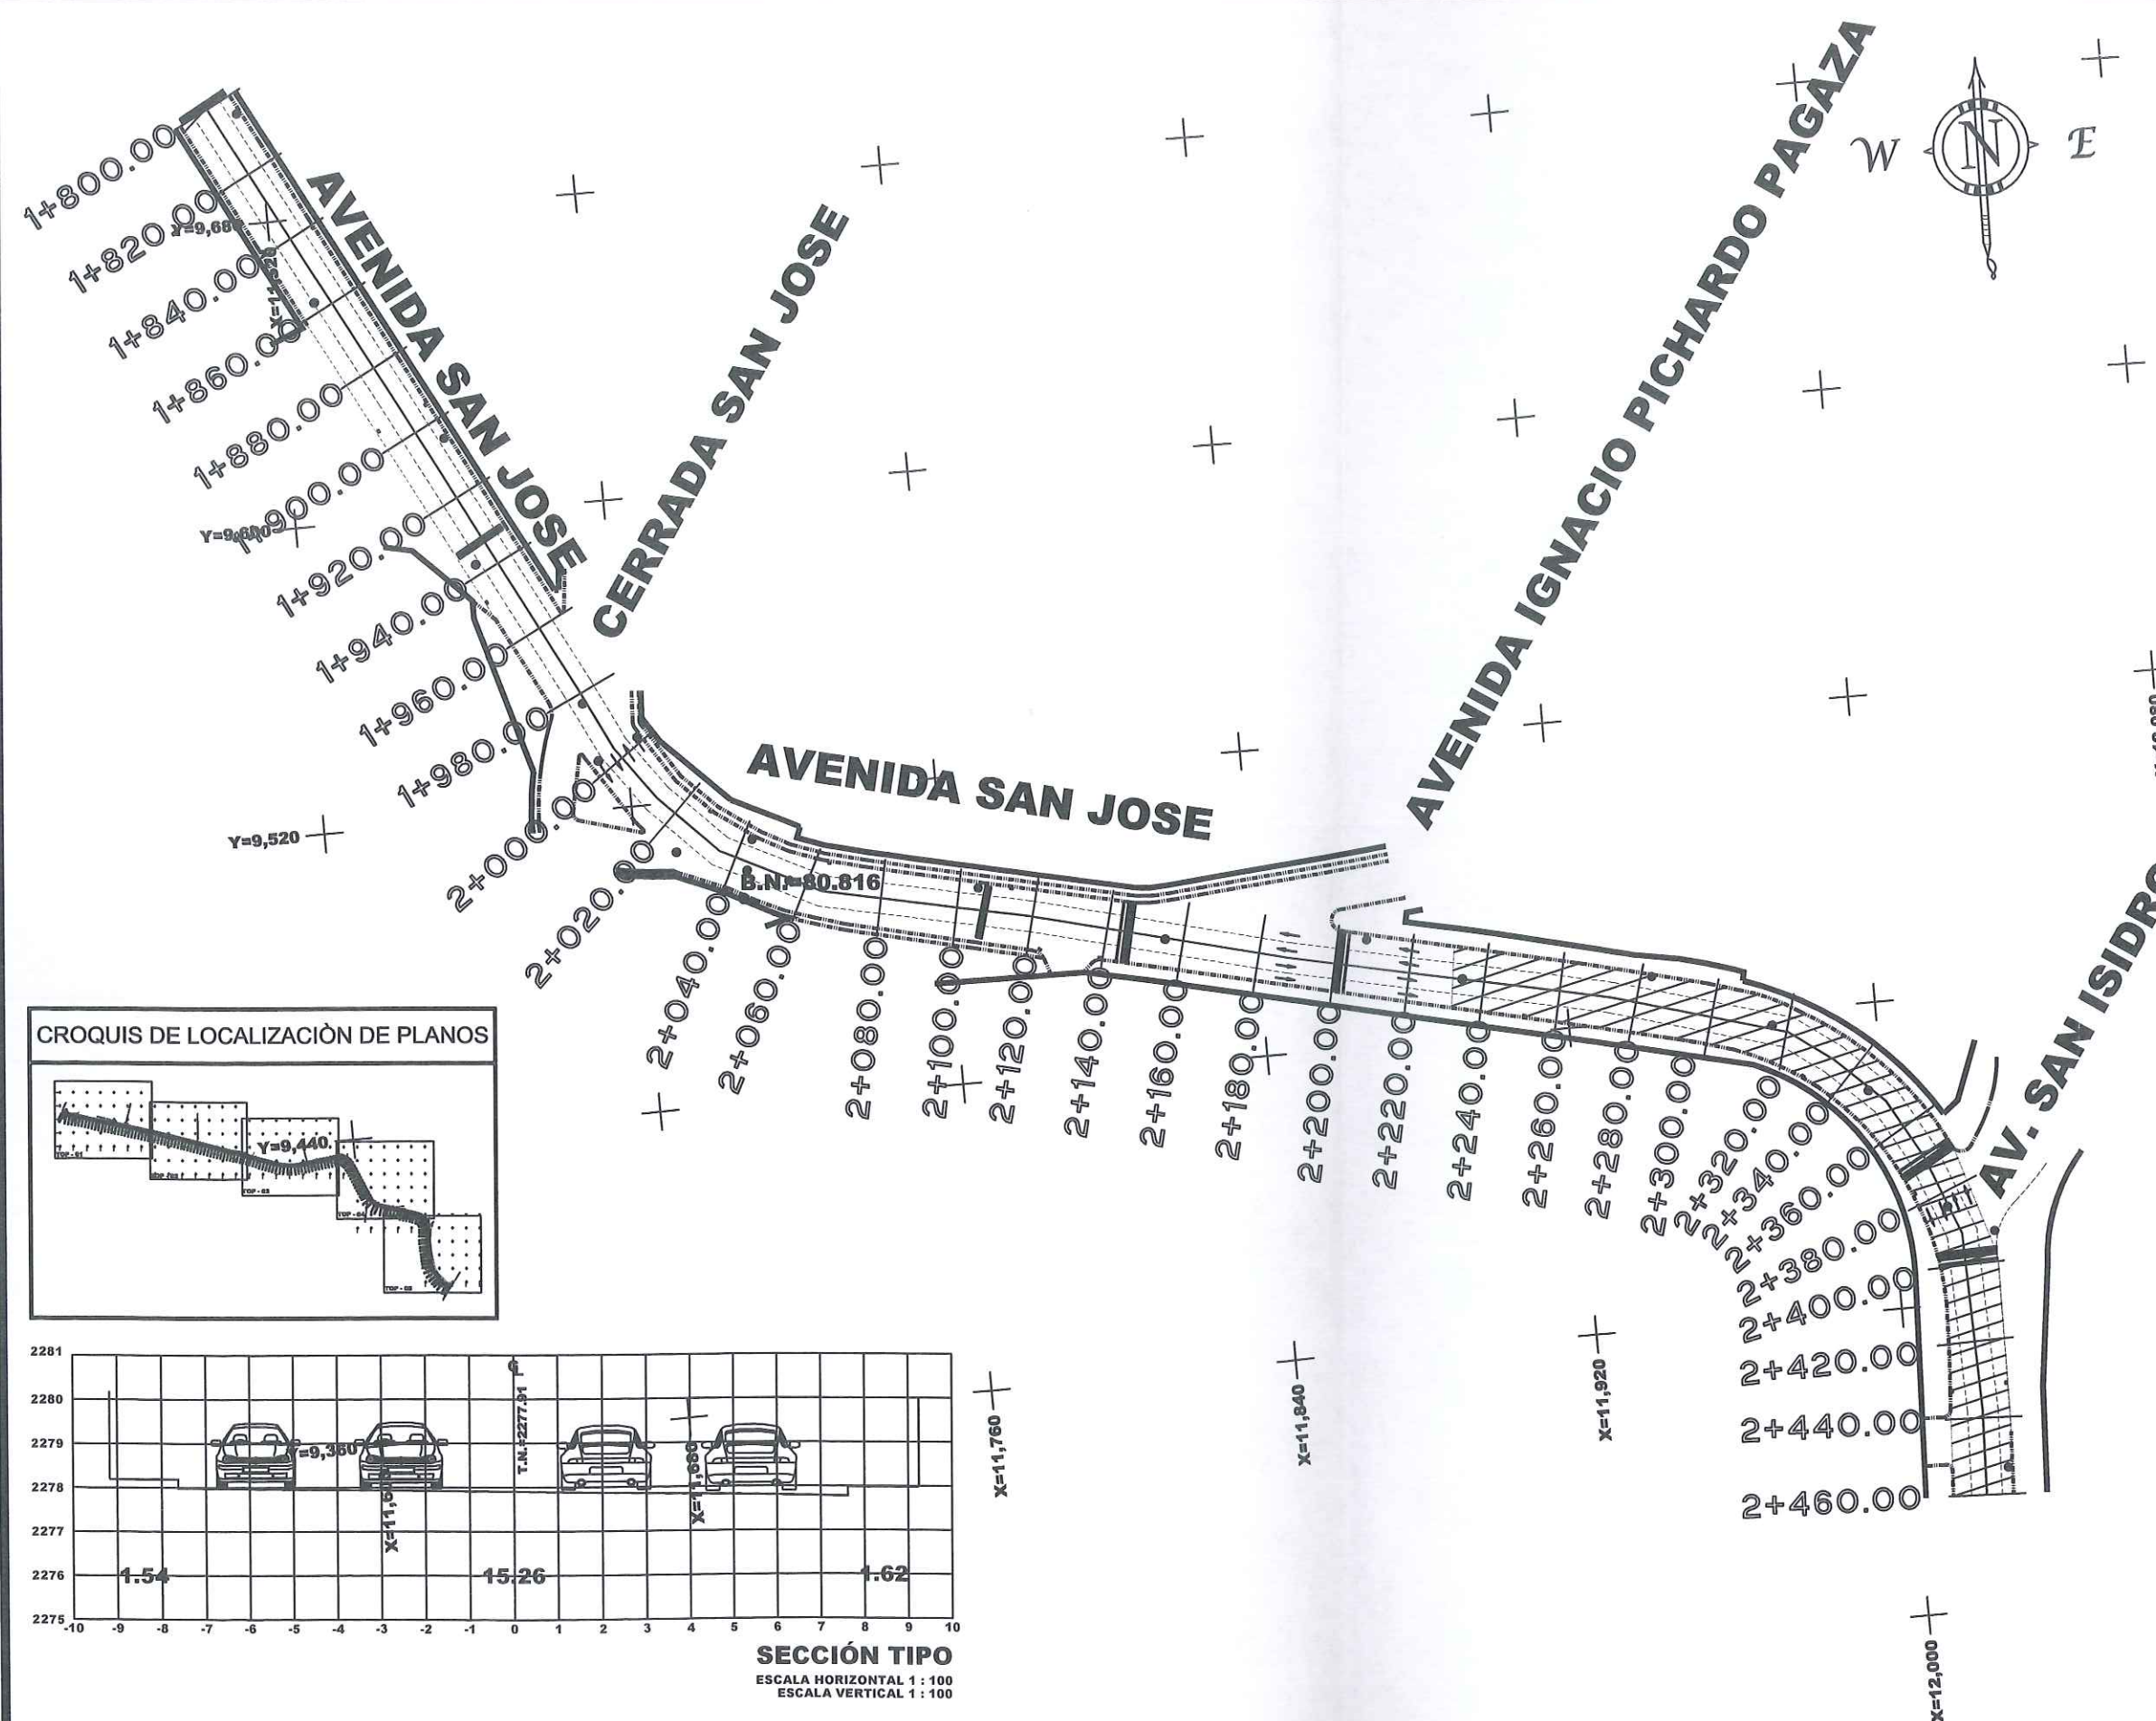 AVENIDA SAN JOSE
CERRADA SAN JOSE
AVENIDA IGNACIO PICHARDO PAGAZA
W
N
E
1+800.00
1+820.00
1+840.00
1+860.00
1+880.00
1+900.00
1+920.00
1+940.00
1+960.00
1+980.00
2+000.00
2+020.00
2+040.00
2+060.00
2+080.00
2+100.00
2+120.00
2+140.00
2+160.00
2+180.00
2+200.00
2+220.00
2+240.00
2+260.00
2+280.00
2+300.00
2+320.00
2+340.00
2+360.00
2+380.00
2+400.00
2+420.00
2+440.00
2+460.00
Y=9,680
Y=9,600
Y=9,520
AVENIDA SAN JOSE
B.N.=80.816
AV. SAN ISIDRO
CROQUIS DE LOCALIZACIÒN DE PLANOS
Y=9,440
2281
2280
2279
2278
2277
2276
2275
T.N.=2277.91
Y=9,360
X=11,680
X=11,760
X=11,840
X=11,920
X=12,000
1.54
15.26
1.62
-10 -9 -8 -7 -6 -5 -4 -3 -2 -1 0 1 2 3 4 5 6 7 8 9 10
SECCIÓN TIPO
ESCALA HORIZONTAL 1 : 100
ESCALA VERTICAL 1 : 100